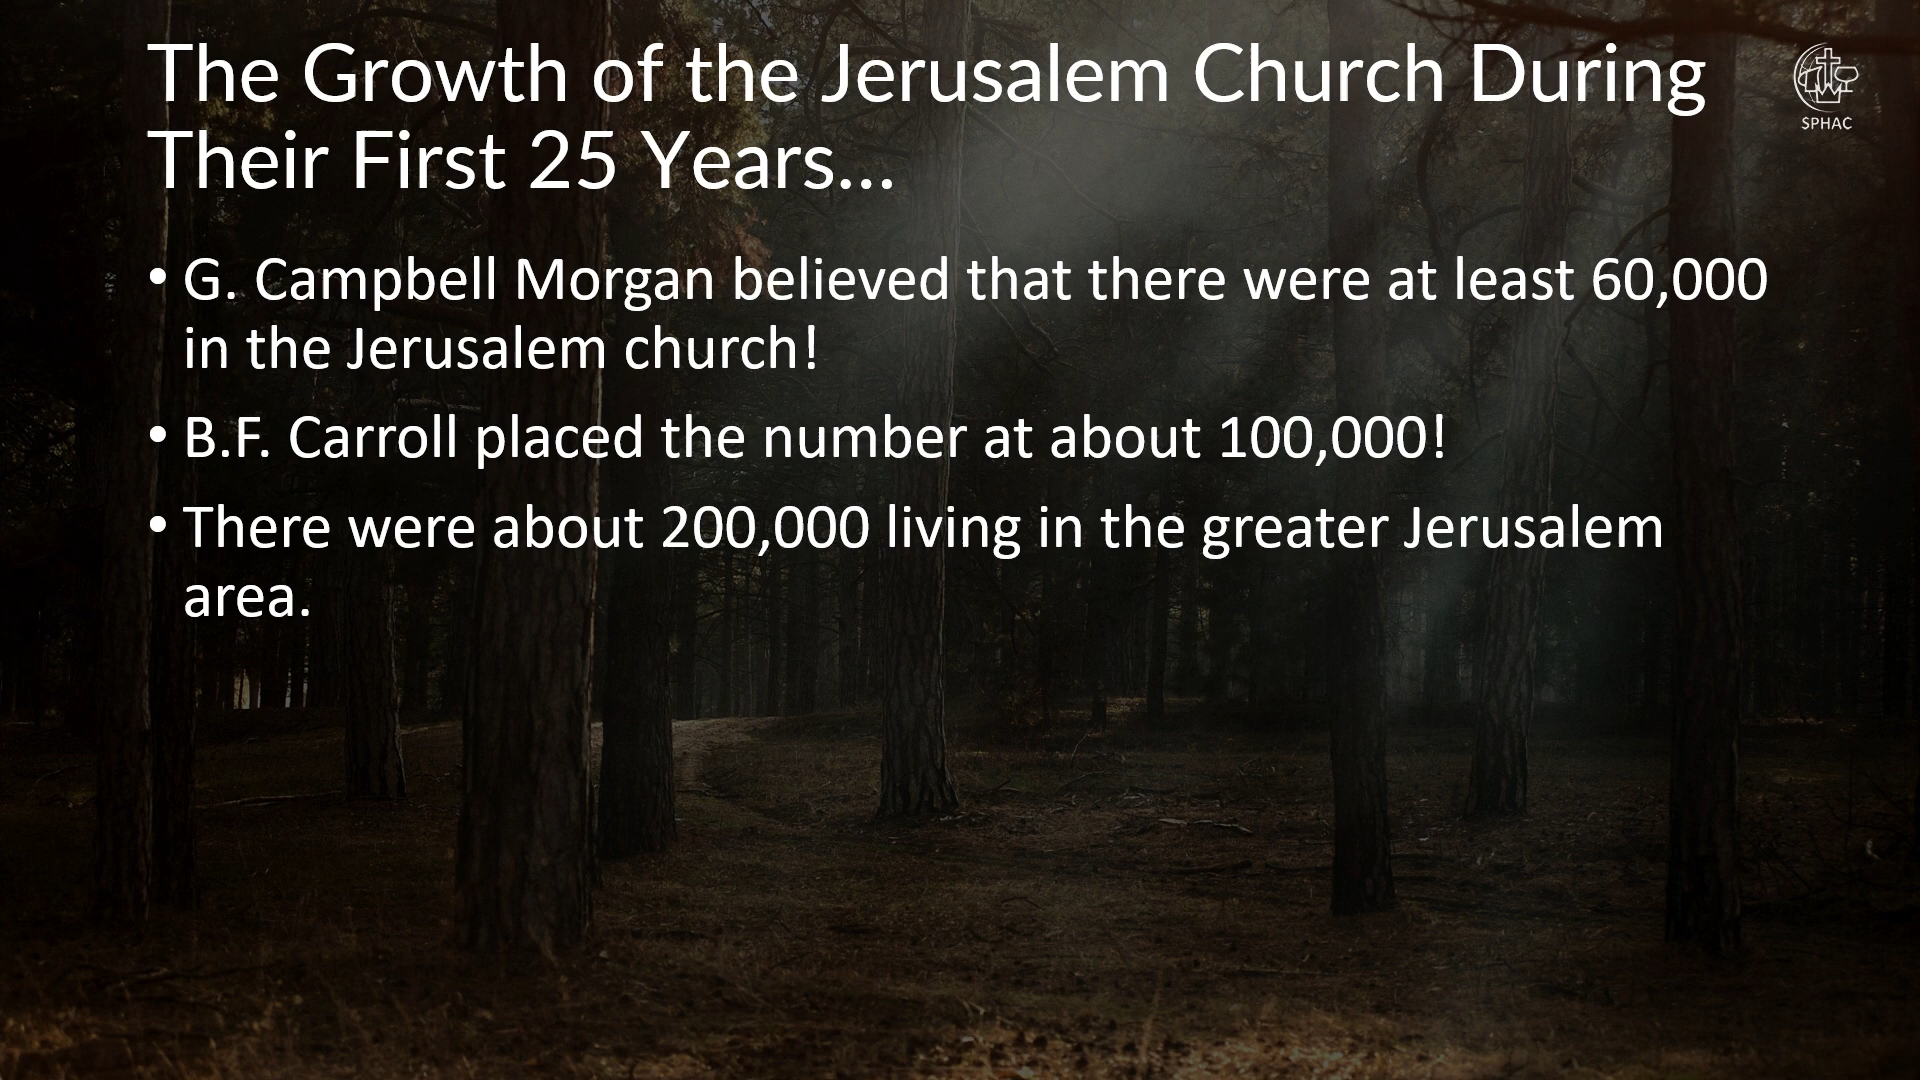 The Growth of the Jerusalem Church During
Their First 25 Years...
SPHAC
• G. Campbell Morgan believed that there were at least 60,000
in the Jerusalem church!
• B.F. Carroll placed the number at about 100,000!
• There were about 200,000 living in the greater Jerusalem
area.